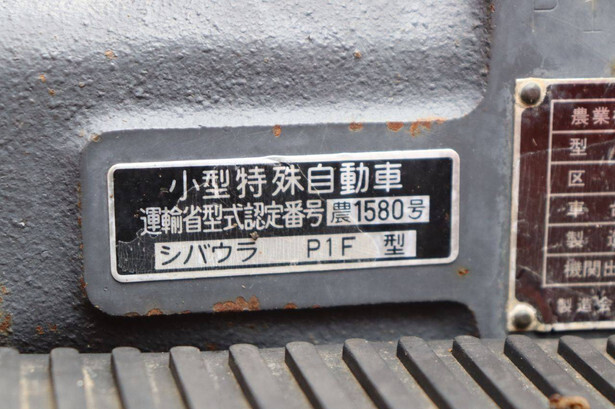 小型特殊自動車
運輸省型式認定番号 農1580号
シバウラ P1F 型
農業
型
区
車
製
機関出
製造